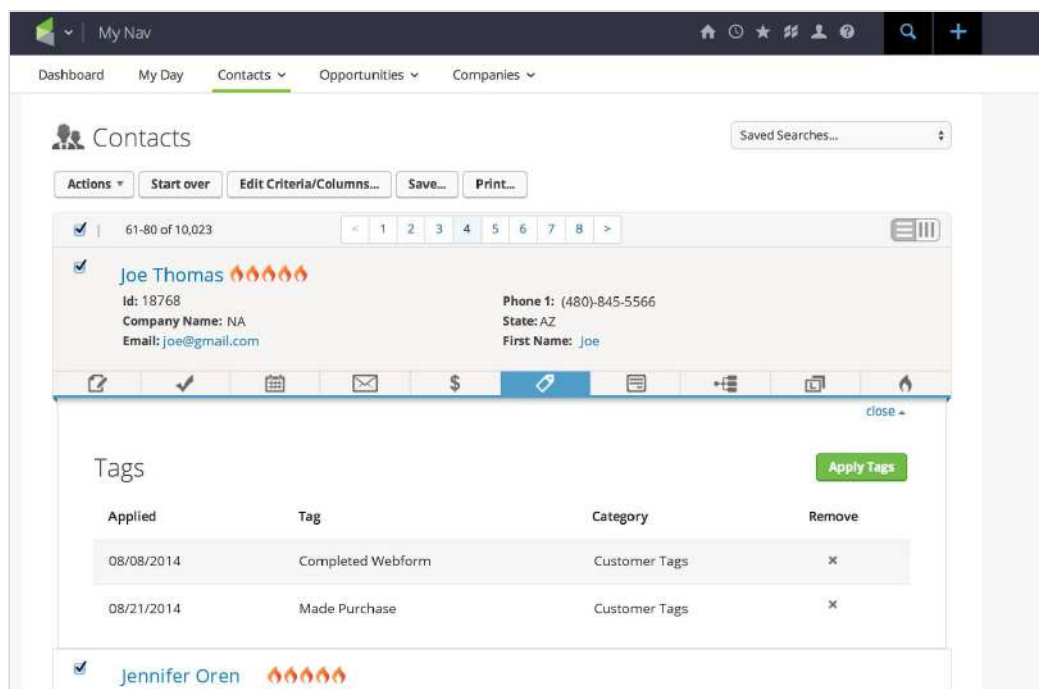 My Nav
Dashboard My Day Contacts Opportunities Companies
Contacts
Saved Searches...
Actions Start over Edit Criteria/Columns... Save... Print...
61-80 of 10,023 < 1 2 3 4 5 6 7 8 >
Joe Thomas
Id: 18768 Phone 1: (480)-845-5566
Company Name: NA State: AZ
Email: joe@gmail.com First Name: Joe
close
Tags Apply Tags
Applied Tag Category Remove
08/08/2014 Completed Webform Customer Tags ×
08/21/2014 Made Purchase Customer Tags ×
Jennifer Oren